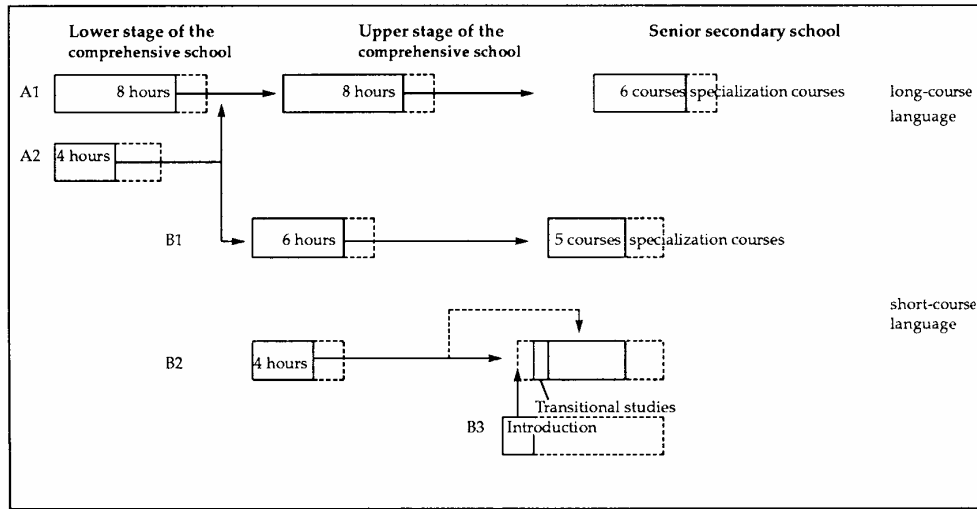 Lower stage of the
comprehensive school
Upper stage of the
comprehensive school
Senior secondary school
A1
8 hours
8 hours
6 courses specialization courses
long-course
language
A2
4 hours
B1
6 hours
5 courses specialization courses
short-course
language
B2
4 hours
Transitional studies
B3
Introduction